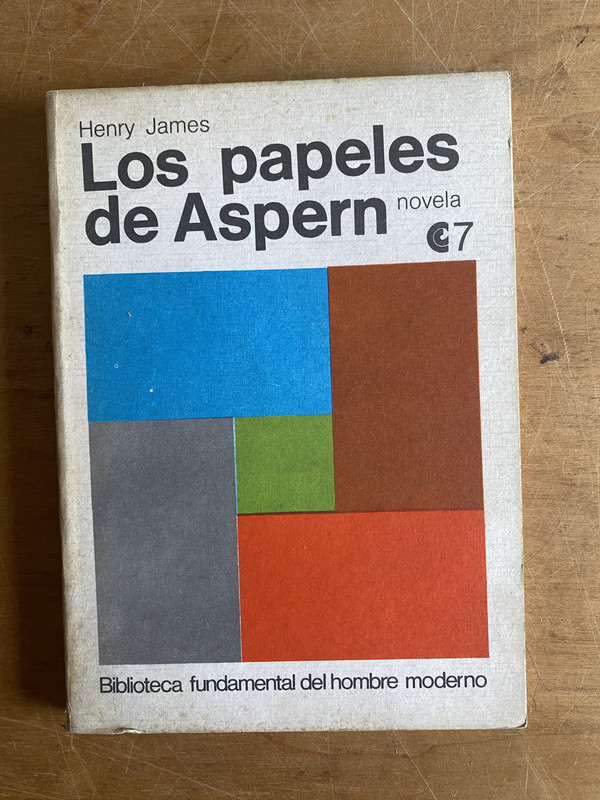 Henry James
Los papeles
de Aspern novela
7
Biblioteca fundamental del hombre moderno